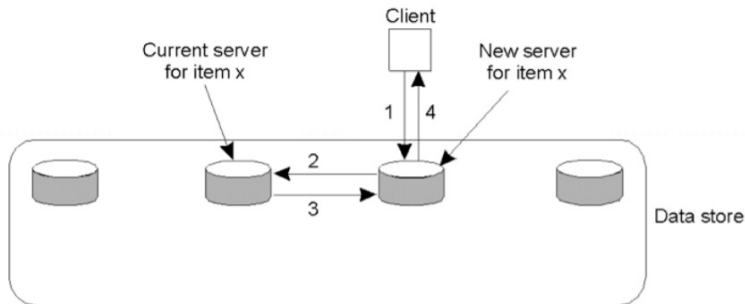 Client
Current server
for item x
New server
for item x
1
4
2
3
Data store